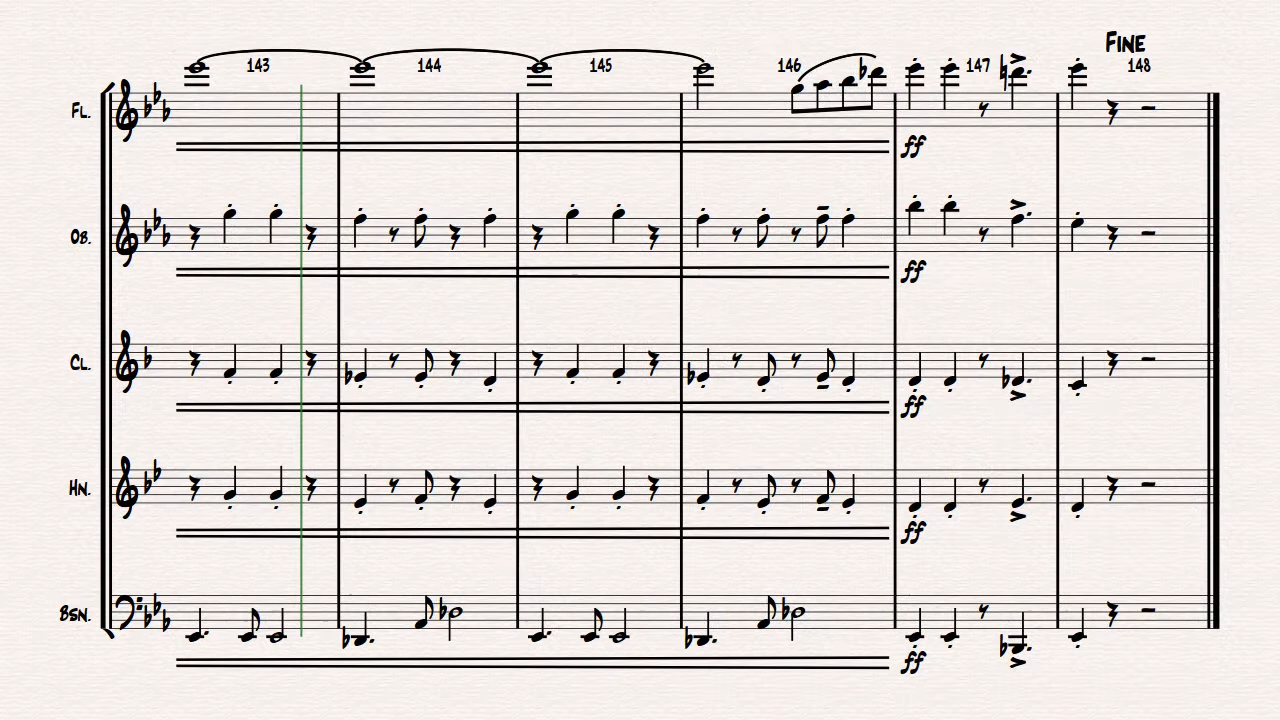 FINE
143 144 145 146 147 148
FL.
ff
OB.
ff
CL.
ff
HN.
ff
BSN.
ff